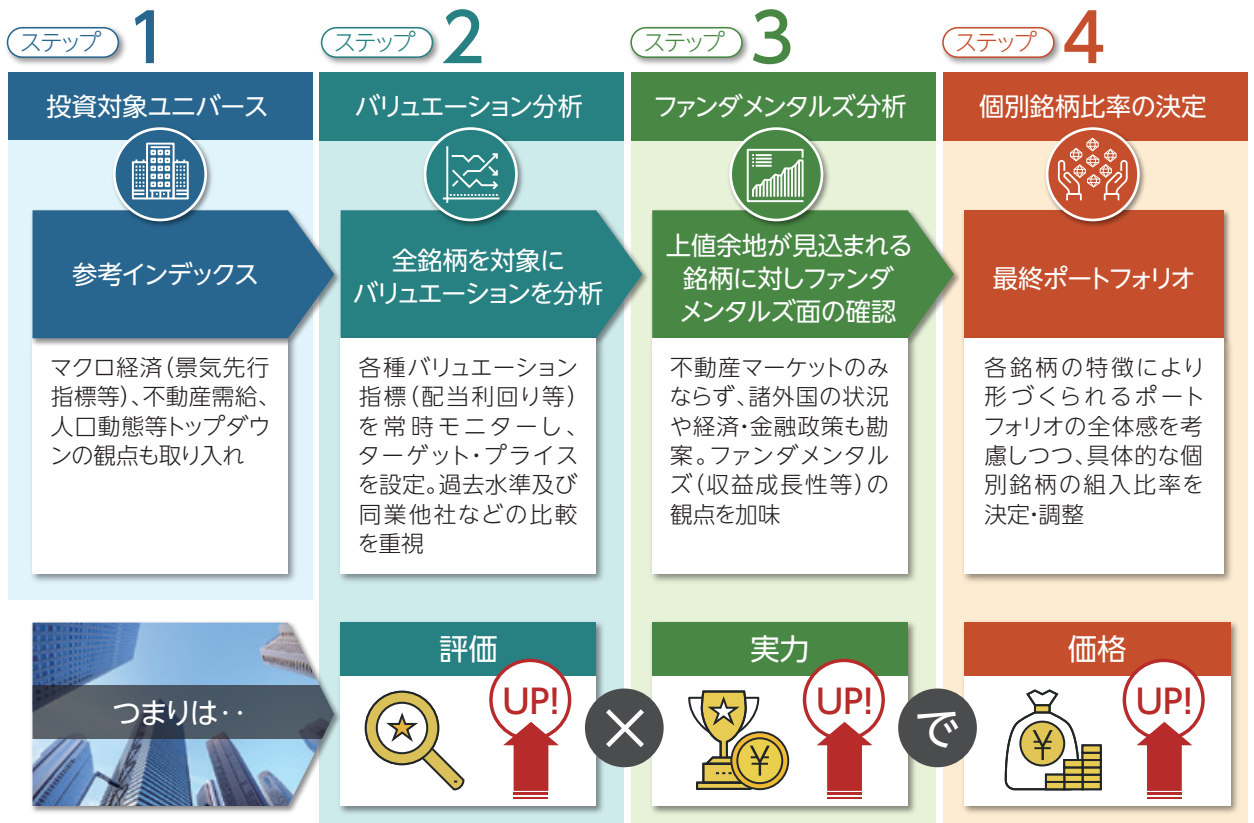 ステップ 1
投資対象ユニバース
参考インデックス
マクロ経済(景気先行
指標等)、不動産需給、
人口動態等トップダウ
ンの観点も取り入れ
ステップ 2
バリュエーション分析
全銘柄を対象に
バリュエーションを分析
各種バリュエーション
指標(配当利回り等)
を常時モニターし、
ターゲット・プライス
を設定。過去水準及び
同業他社などの比較
を重視
ステップ 3
ファンダメンタルズ分析
上値余地が見込まれる
銘柄に対しファンダ
メンタルズ面の確認
不動産マーケットのみ
ならず、諸外国の状況
や経済・金融政策も勘
案。ファンダメンタル
ズ(収益成長性等)の
観点を加味
ステップ 4
個別銘柄比率の決定
最終ポートフォリオ
各銘柄の特徴により
形づくられるポート
フォリオの全体感を考
慮しつつ、具体的な個
別銘柄の組入比率を
決定・調整
つまりは‥
評価
UP!
×
実力
¥
UP!
で
価格
¥
UP!